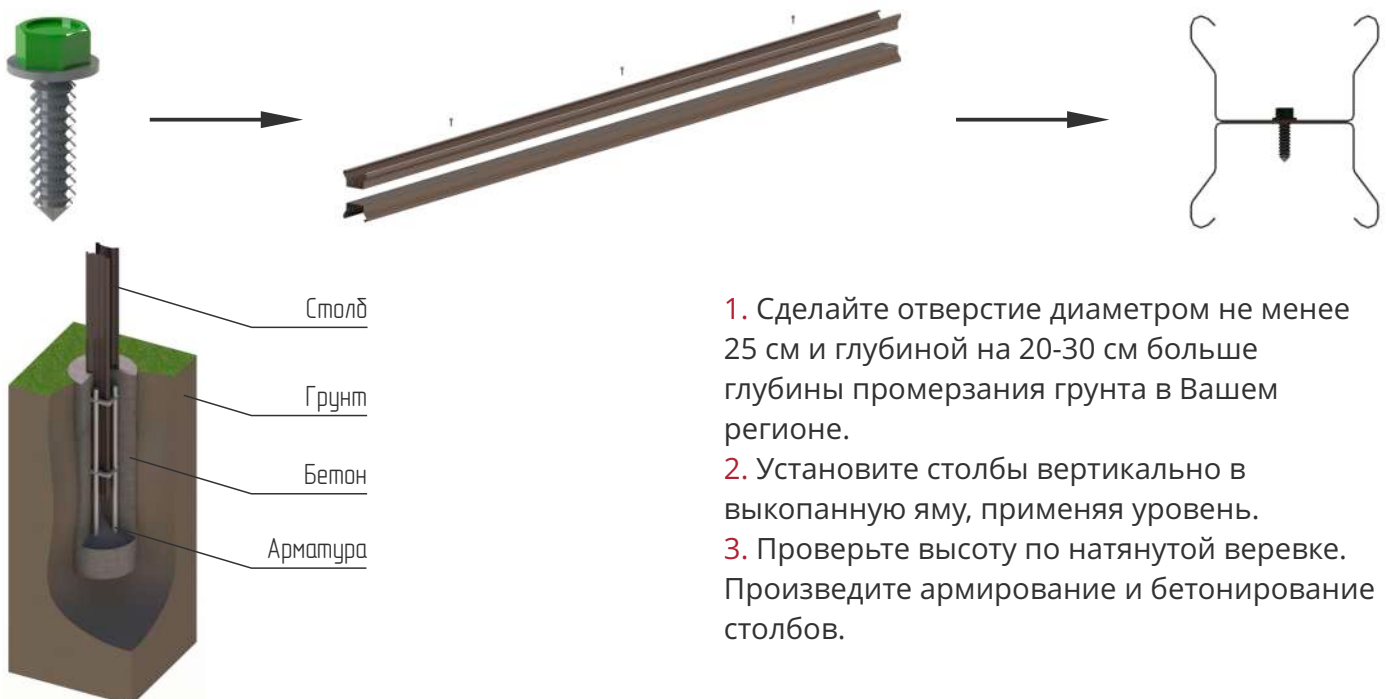 Столб
Грунт
Бетон
Арматура
1. Сделайте отверстие диаметром не менее
25 см и глубиной на 20-30 см больше
глубины промерзания грунта в Вашем
регионе.
2. Установите столбы вертикально в
выкопанную яму, применяя уровень.
3. Проверьте высоту по натянутой веревке.
Произведите армирование и бетонирование
столбов.